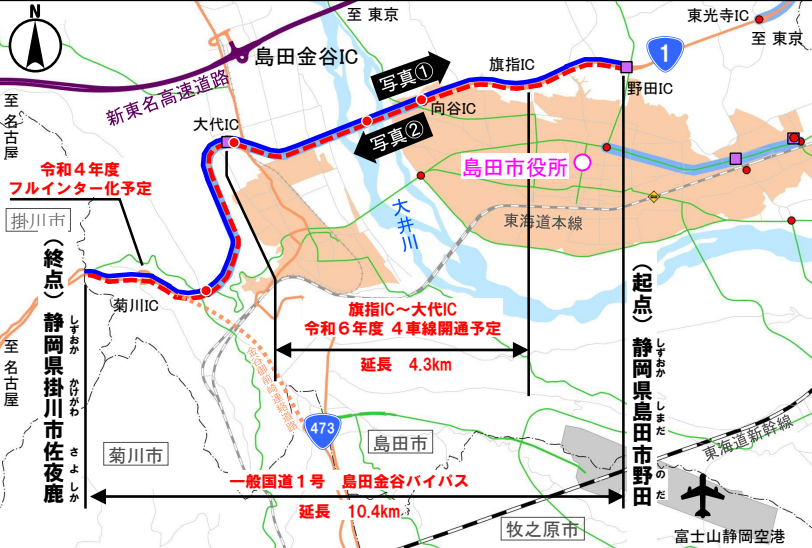 N
至 東京
東光寺IC
至 東京
島田金谷IC
新東名高速道路
写真①
旗指IC
1
野田IC
至 名古屋
大代IC
向谷IC
写真②
令和4年度
フルインター化予定
島田市役所
掛川市
大井川
東海道本線
菊川IC
旗指IC～大代IC
令和6年度 4車線開通予定
延長 4.3km
(終点) 静岡県掛川市佐夜鹿
しずおか かけがわ さよしか
(起点) 静岡県島田市野田
しずおか しまだ のだ
至 名古屋
金谷御前崎連絡道路
473
島田市
菊川市
東海道新幹線
一般国道1号 島田金谷バイパス
延長 10.4km
牧之原市
富士山静岡空港